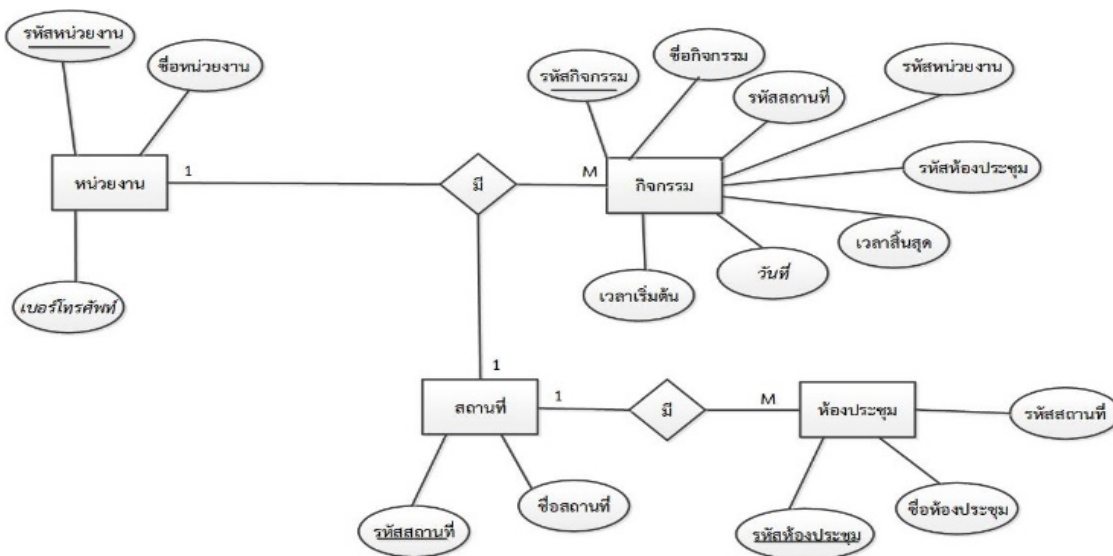 รหัสหน่วยงาน
ชื่อหน่วยงาน
หน่วยงาน
เบอร์โทรศัพท์
1
มี
M
รหัสกิจกรรม
ชื่อกิจกรรม
รหัสสถานที่
รหัสหน่วยงาน
รหัสห้องประชุม
กิจกรรม
เวลาสิ้นสุด
วันที่
เวลาเริ่มต้น
1
สถานที่
1
มี
M
ห้องประชุม
รหัสสถานที่
รหัสสถานที่
ชื่อสถานที่
รหัสห้องประชุม
ชื่อห้องประชุม